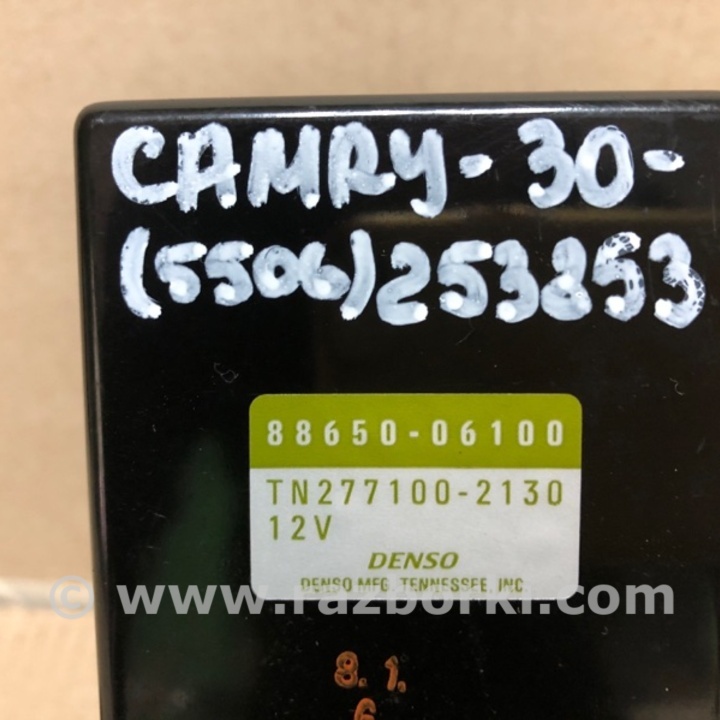 CAMRY-30-
(5506)253853
88650-06100
TN277100-2130
12V
DENSO
DENSO MFG. TENNESSEE, INC.
© www.razborki.com
8.1.
6